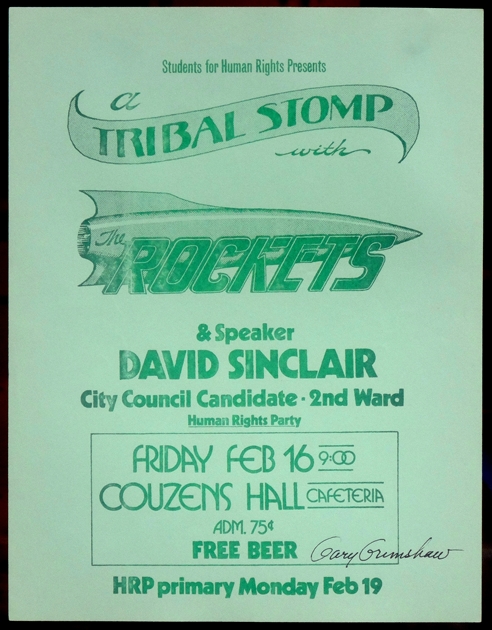 Students for Human Rights Presents
a
TRIBAL STOMP
with
The
ROCKETS
& Speaker
DAVID SINCLAIR
City Council Candidate · 2nd Ward
Human Rights Party
FRIDAY FEB 16 9:00
COUZENS HALL CAFETERIA
ADM. 75¢
FREE BEER
Gary Grimshaw
HRP primary Monday Feb 19